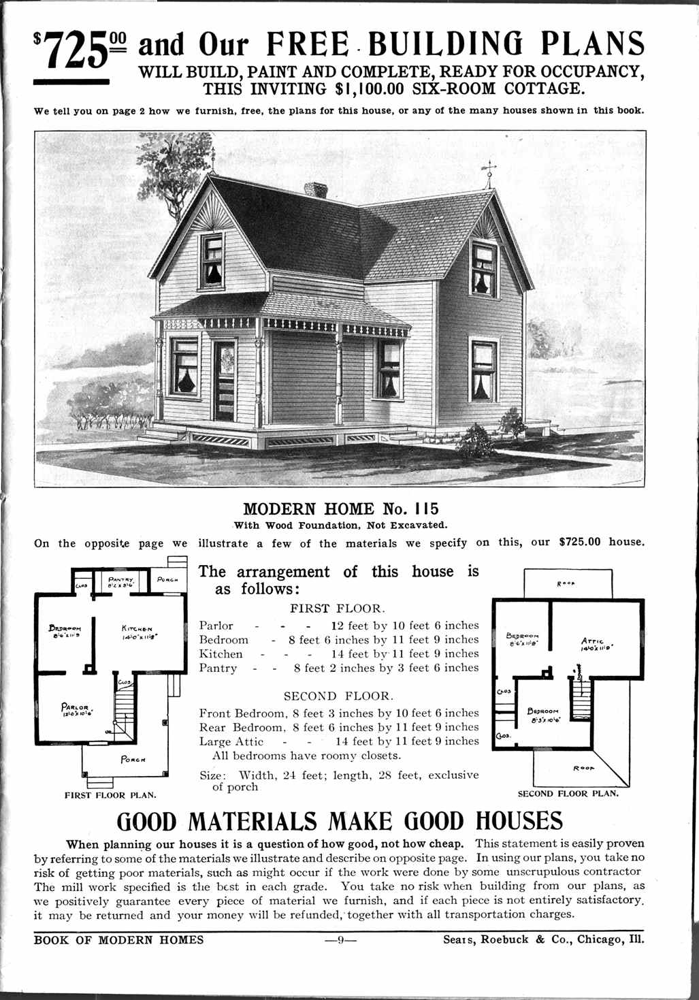 $725.00 and Our FREE BUILDING PLANS
WILL BUILD, PAINT AND COMPLETE, READY FOR OCCUPANCY,
THIS INVITING $1,100.00 SIX-ROOM COTTAGE.
We tell you on page 2 how we furnish, free, the plans for this house, or any of the many houses shown in this book.
MODERN HOME No. 115
With Wood Foundation, Not Excavated.
On the opposite page we illustrate a few of the materials we specify on this, our $725.00 house.
CLOS
PANTRY
8'2 X 3'6"
PORCH
BEDROOM
8'6" X 11'9
KITCHEN
14'0" X 11'9"
CLOS
PARLOR
12'0 X 10'6"
PORCH
FIRST FLOOR PLAN.
The arrangement of this house is
as follows:
FIRST FLOOR.
Parlor - - - 12 feet by 10 feet 6 inches
Bedroom - 8 feet 6 inches by 11 feet 9 inches
Kitchen - - - 14 feet by 11 feet 9 inches
Pantry - - 8 feet 2 inches by 3 feet 6 inches
SECOND FLOOR.
Front Bedroom, 8 feet 3 inches by 10 feet 6 inches
Rear Bedroom, 8 feet 6 inches by 11 feet 9 inches
Large Attic - - 14 feet by 11 feet 9 inches
All bedrooms have roomy closets.
Size: Width, 24 feet; length, 28 feet, exclusive
of porch
ROOF
BEDROOM
8'6" X 11'9"
ATTIC
14'0 X 11'9
CLOS
BEDROOM
8'3" X 10'6"
CLOS.
ROOF
SECOND FLOOR PLAN.
GOOD MATERIALS MAKE GOOD HOUSES
When planning our houses it is a question of how good, not how cheap. This statement is easily proven
by referring to some of the materials we illustrate and describe on opposite page. In using our plans, you take no
risk of getting poor materials, such as might occur if the work were done by some unscrupulous contractor
The mill work specified is the best in each grade. You take no risk when building from our plans, as
we positively guarantee every piece of material we furnish, and if each piece is not entirely satisfactory,
it may be returned and your money will be refunded, together with all transportation charges.
BOOK OF MODERN HOMES —9— Sears, Roebuck & Co., Chicago, Ill.